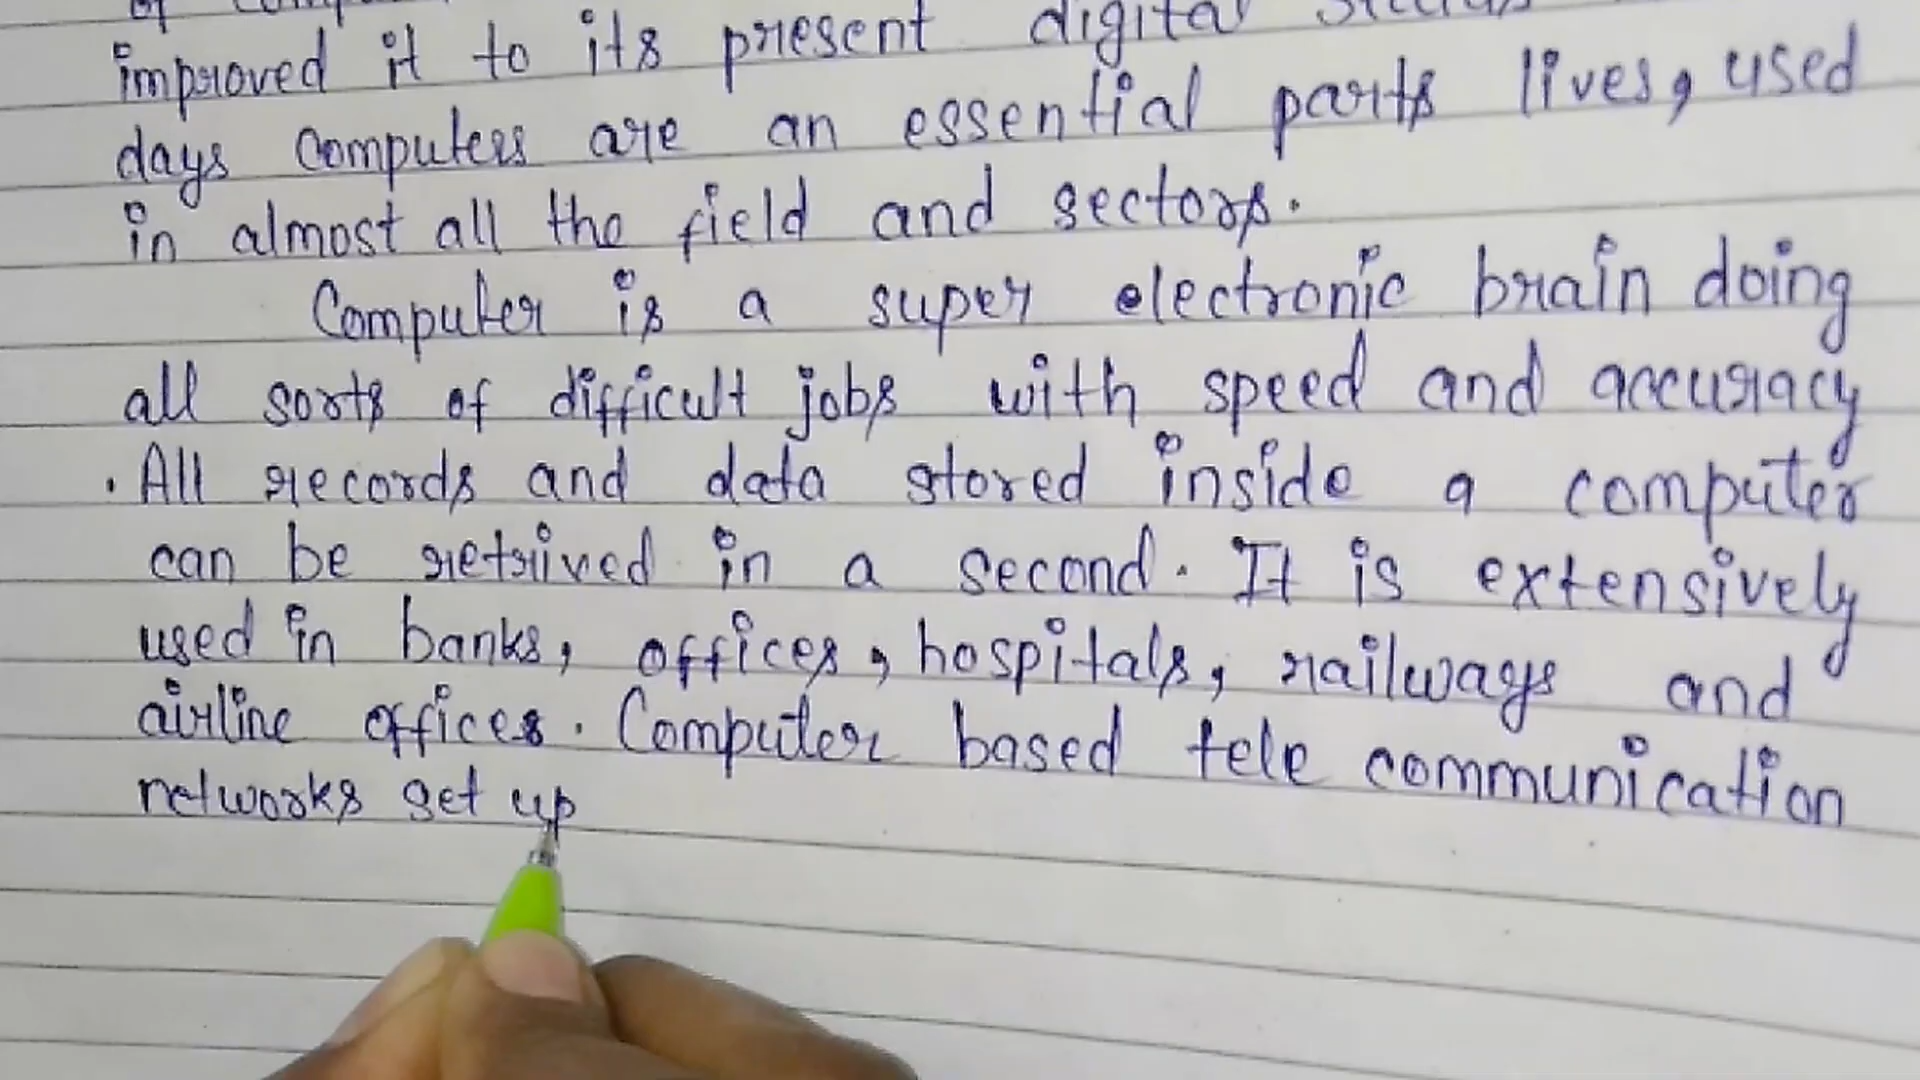 of
improved it to its present digital
days computers are an essential parts lives, used
in almost all the field and sectors.
Computer is a super electronic brain doing
all sorts of difficult jobs with speed and accuracy
. All records and data stored inside a computer
can be retrived in a second. It is extensively
used in banks, offices, hospitals, railways and
airline offices. Computer based tele communication
networks set up